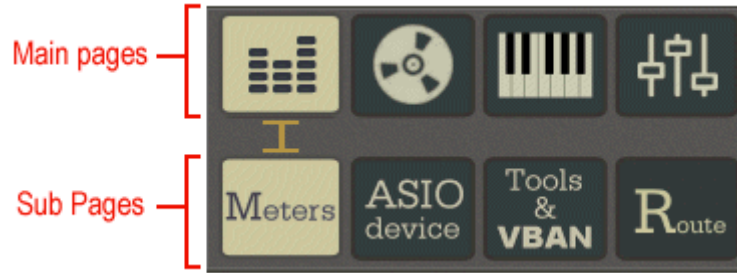 Main pages
Sub Pages
Meters
ASIO
device
Tools
&
VBAN
Route